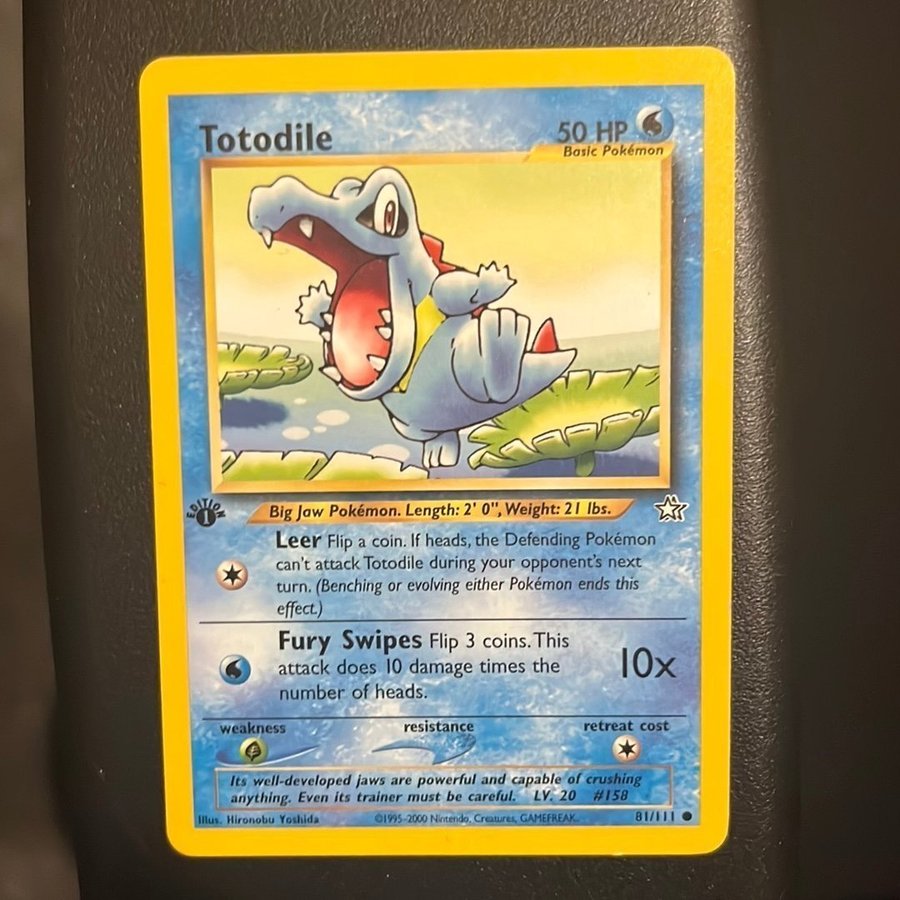 Totodile
50 HP
Basic Pokémon
EDITION
1
Big Jaw Pokémon. Length: 2' 0", Weight: 21 lbs.
Leer Flip a coin. If heads, the Defending Pokémon
can't attack Totodile during your opponent's next
turn. (Benching or evolving either Pokémon ends this
effect.)
Fury Swipes Flip 3 coins. This
attack does 10 damage times the
number of heads.
10x
weakness
resistance
retreat cost
Its well-developed jaws are powerful and capable of crushing
anything. Even its trainer must be careful. LV. 20 #158
Illus. Hironobu Yoshida
©1995-2000 Nintendo, Creatures, GAMEFREAK.
81/111